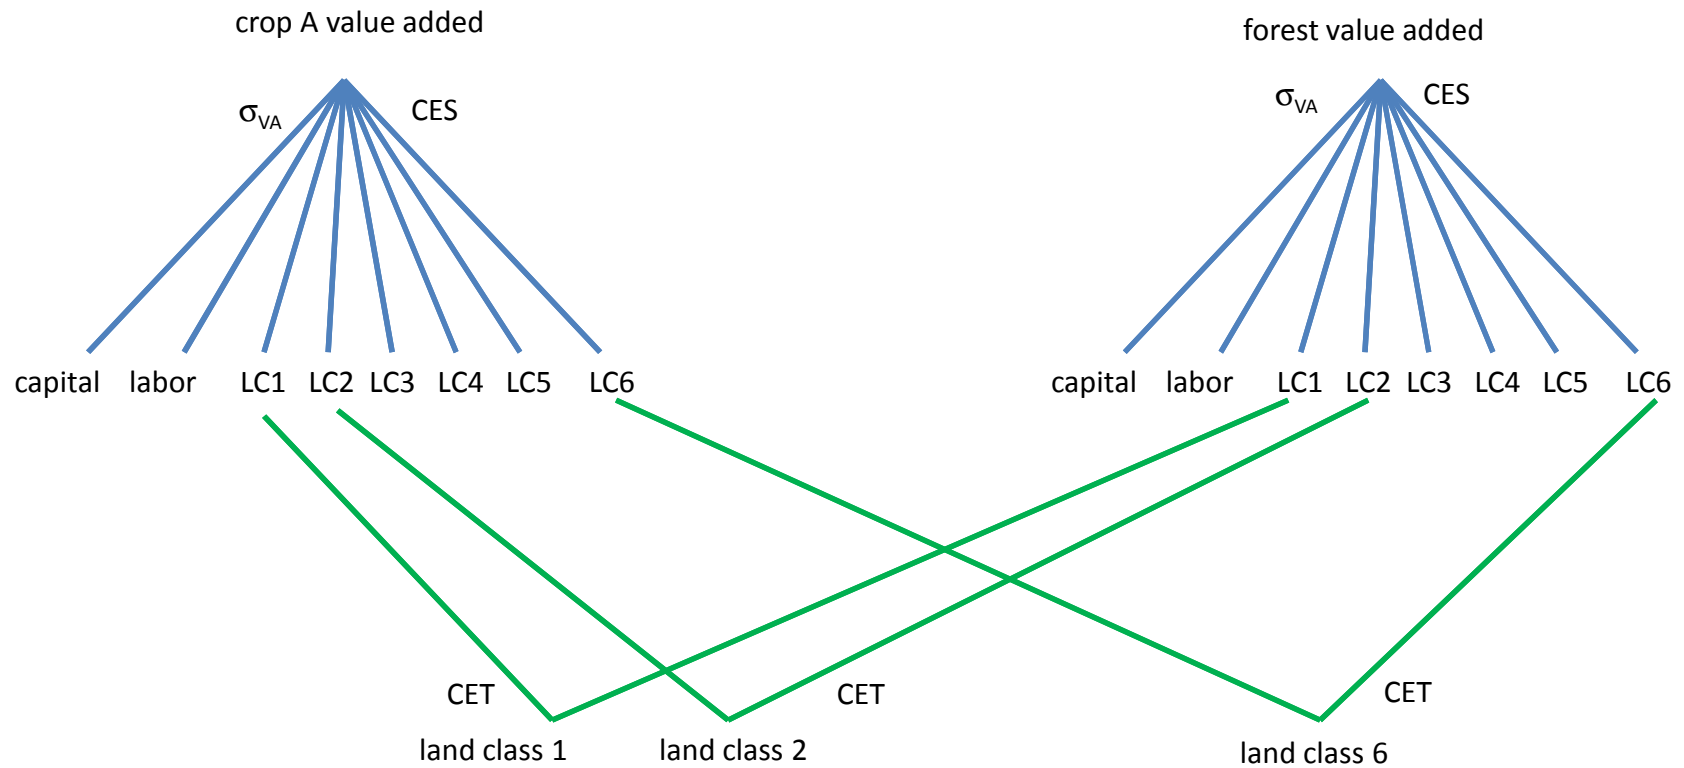 crop A value added
forest value added
σVA
CES
σVA
CES
capital labor LC1 LC2 LC3 LC4 LC5 LC6
capital labor LC1 LC2 LC3 LC4 LC5 LC6
CET
CET
CET
land class 1
land class 2
land class 6